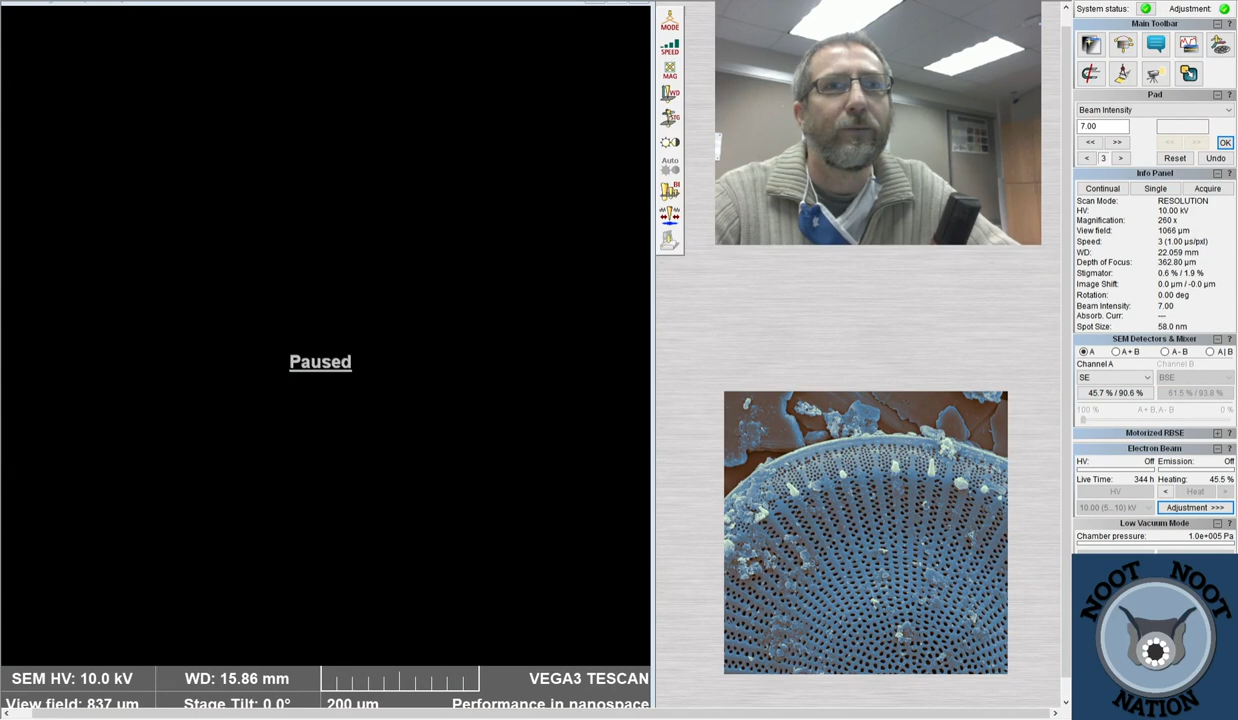 Paused
SEM HV: 10.0 kV
WD: 15.86 mm
VEGA3 TESCAN
View field: 837 µm
Stage Tilt: 0.0°
200 µm
Performance in nanospace
MODE
SPEED
MAG
WD
STG
Auto
BI
System status:
Adjustment:
Main Toolbar
Pad
Beam Intensity
7.00
<< >>
<< >>
OK
< 3 >
Reset
Undo
Info Panel
Continual
Single
Acquire
Scan Mode: RESOLUTION
HV: 10.00 kV
Magnification: 260 x
View field: 1066 µm
Speed: 3 (1.00 µs/pxl)
WD: 22.059 mm
Depth of Focus: 362.80 µm
Stigmator: 0.6 % / 1.9 %
Image Shift: 0.0 µm / -0.0 µm
Rotation: 0.00 deg
Beam Intensity: 7.00
Absorb. Curr: ---
Spot Size: 58.0 nm
SEM Detectors & Mixer
A A + B A - B A | B
Channel A Channel B
SE BSE
45.7 % / 90.6 % 61.5 % / 93.8 %
100 % A + B, A - B 0 %
Motorized RBSE
Electron Beam
HV: Off Emission: Off
Live Time: 344 h Heating: 45.5 %
HV < Heat >
10.00 (5...10) kV Adjustment >>>
Low Vacuum Mode
Chamber pressure: 1.0e+005 Pa
NOOT NOOT
NATION